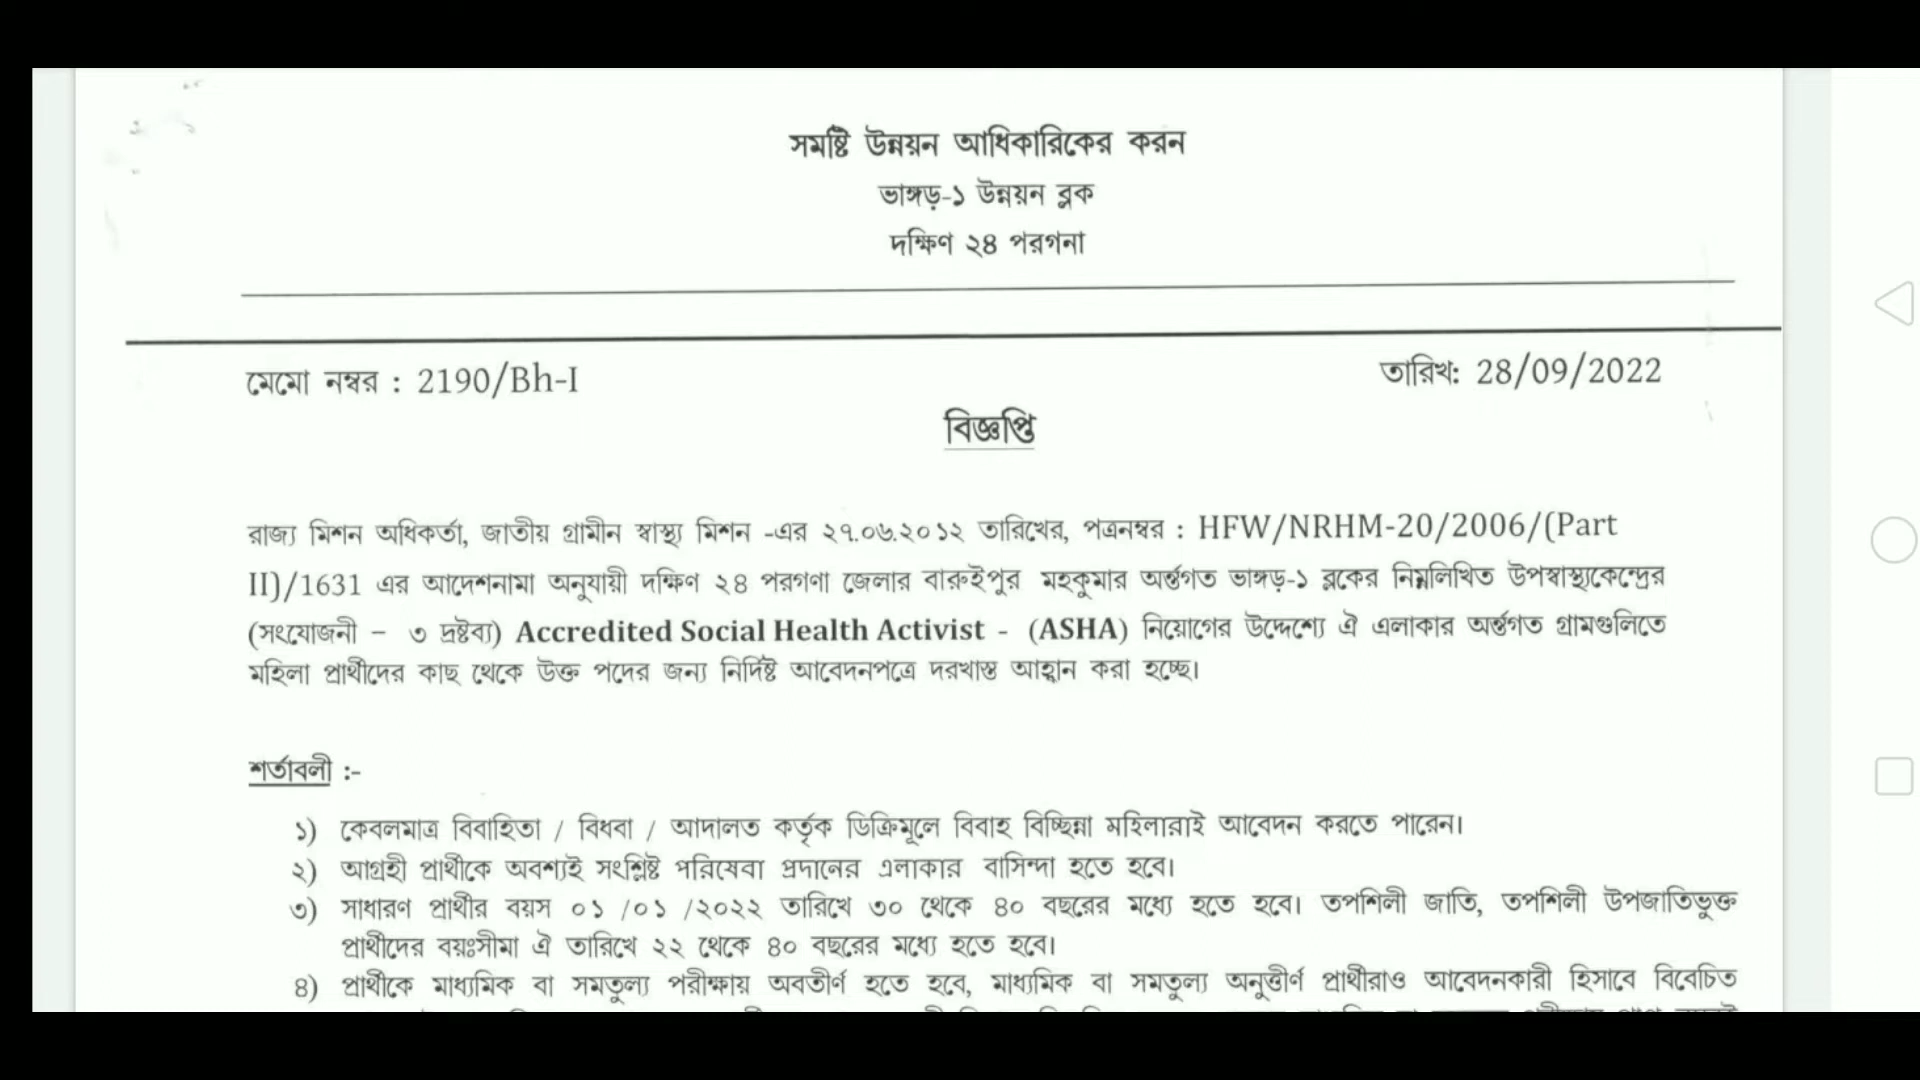 সমষ্টি উন্নয়ন আধিকারিকের করন
ভাঙ্গড়-১ উন্নয়ন ব্লক
দক্ষিণ ২৪ পরগনা
মেমো নম্বর : 2190/Bh-I
তারিখ: 28/09/2022
বিজ্ঞপ্তি
রাজ্য মিশন অধিকর্তা, জাতীয় গ্রামীন স্বাস্থ্য মিশন -এর ২৭.০৬.২০১২ তারিখের, পত্রনম্বর : HFW/NRHM-20/2006/(Part
II)/1631 এর আদেশনামা অনুযায়ী দক্ষিণ ২৪ পরগণা জেলার বারুইপুর মহকুমার অর্ন্তগত ভাঙ্গড়-১ ব্লকের নিম্নলিখিত উপস্বাস্থ্যকেন্দ্রের
(সংযোজনী – ৩ দ্রষ্টব্য) Accredited Social Health Activist - (ASHA) নিয়োগের উদ্দেশ্যে ঐ এলাকার অর্ন্তগত গ্রামগুলিতে
মহিলা প্রার্থীদের কাছ থেকে উক্ত পদের জন্য নির্দিষ্ট আবেদনপত্রে দরখাস্ত আহ্বান করা হচ্ছে।
শর্তাবলী :-
১) কেবলমাত্র বিবাহিতা / বিধবা / আদালত কর্তৃক ডিক্রিমূলে বিবাহ বিচ্ছিন্না মহিলারাই আবেদন করতে পারেন।
২) আগ্রহী প্রার্থীকে অবশ্যই সংশ্লিষ্ট পরিষেবা প্রদানের এলাকার বাসিন্দা হতে হবে।
৩) সাধারণ প্রার্থীর বয়স ০১ /০১ /২০২২ তারিখে ৩০ থেকে ৪০ বছরের মধ্যে হতে হবে। তপশিলী জাতি, তপশিলী উপজাতিভুক্ত
প্রার্থীদের বয়ঃসীমা ঐ তারিখে ২২ থেকে ৪০ বছরের মধ্যে হতে হবে।
৪) প্রার্থীকে মাধ্যমিক বা সমতুল্য পরীক্ষায় অবতীর্ণ হতে হবে, মাধ্যমিক বা সমতুল্য অনুত্তীর্ণ প্রার্থীরাও আবেদনকারী হিসাবে বিবেচিত